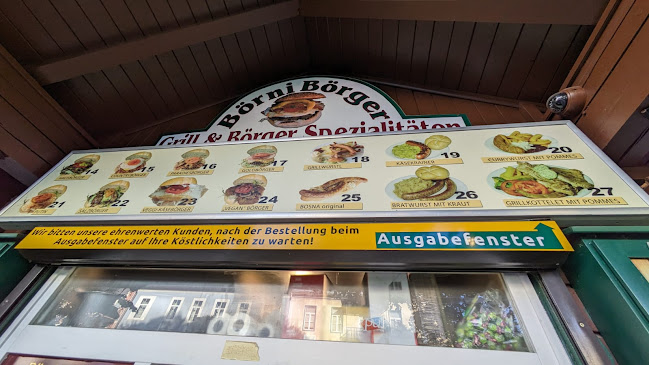 Börni Börger
Grill & Börger Spezialitäten
14
15
16
17
18
KÄSEKRAINER 19
CURRYWURST MIT POMMES 20
21
22
23
VEGAN BÖRGER 24
BOSNA original 25
BRATWURST MIT KRAUT 26
GRILLKOTTELET MIT POMMES 27
Wir bitten unsere ehrenwerten Kunden, nach der Bestellung beim
Ausgabefenster auf Ihre Köstlichkeiten zu warten!
Ausgabefenster